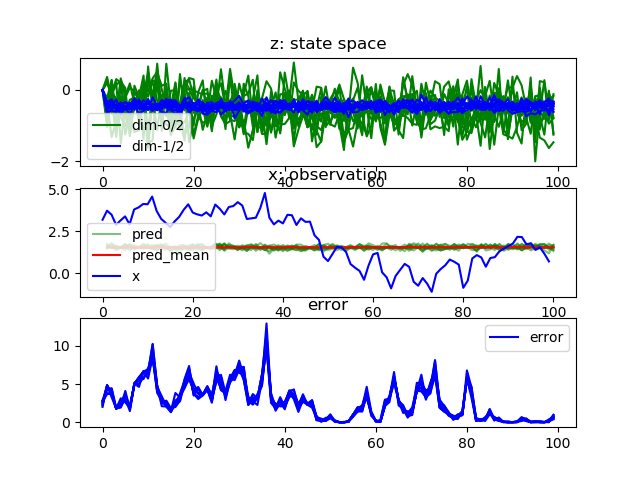 z: state space
0
−2
dim-0/2
dim-1/2
0 20 40 60 80 100
x: observation
5.0
2.5
0.0
pred
pred_mean
x
0 20 40 60 80 100
error
10
5
0
error
0 20 40 60 80 100